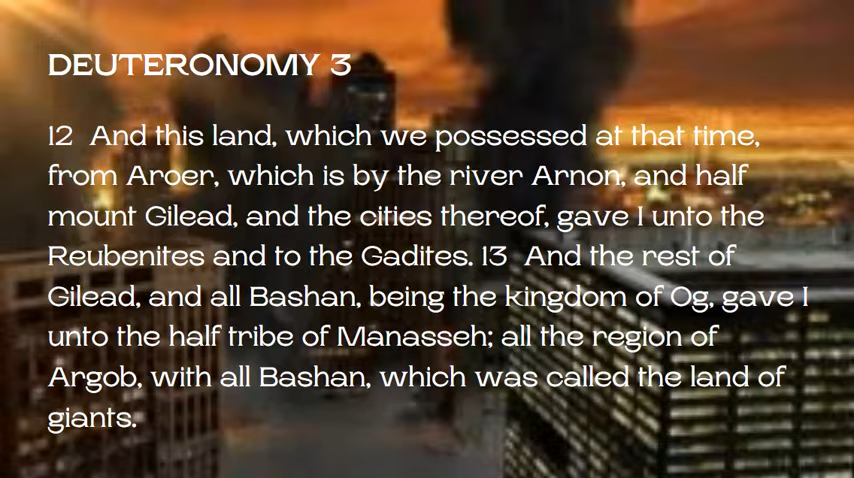 DEUTERONOMY 3
12 And this land, which we possessed at that time,
from Aroer, which is by the river Arnon, and half
mount Gilead, and the cities thereof, gave I unto the
Reubenites and to the Gadites. 13 And the rest of
Gilead, and all Bashan, being the kingdom of Og, gave I
unto the half tribe of Manasseh; all the region of
Argob, with all Bashan, which was called the land of
giants.